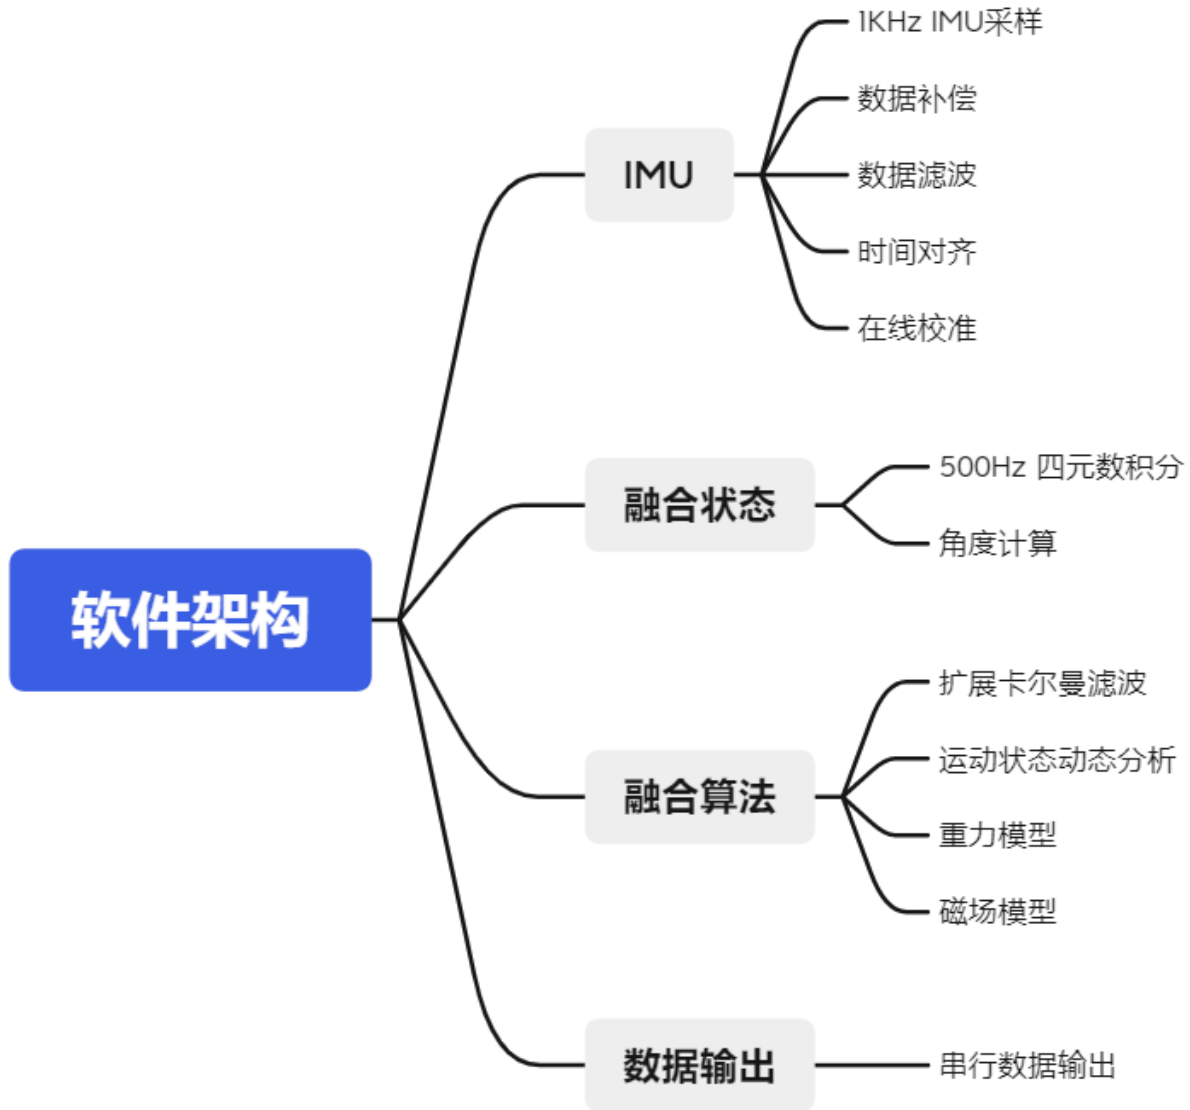 软件架构
IMU
1KHz IMU采样
数据补偿
数据滤波
时间对齐
在线校准
融合状态
500Hz 四元数积分
角度计算
融合算法
扩展卡尔曼滤波
运动状态动态分析
重力模型
磁场模型
数据输出
串行数据输出